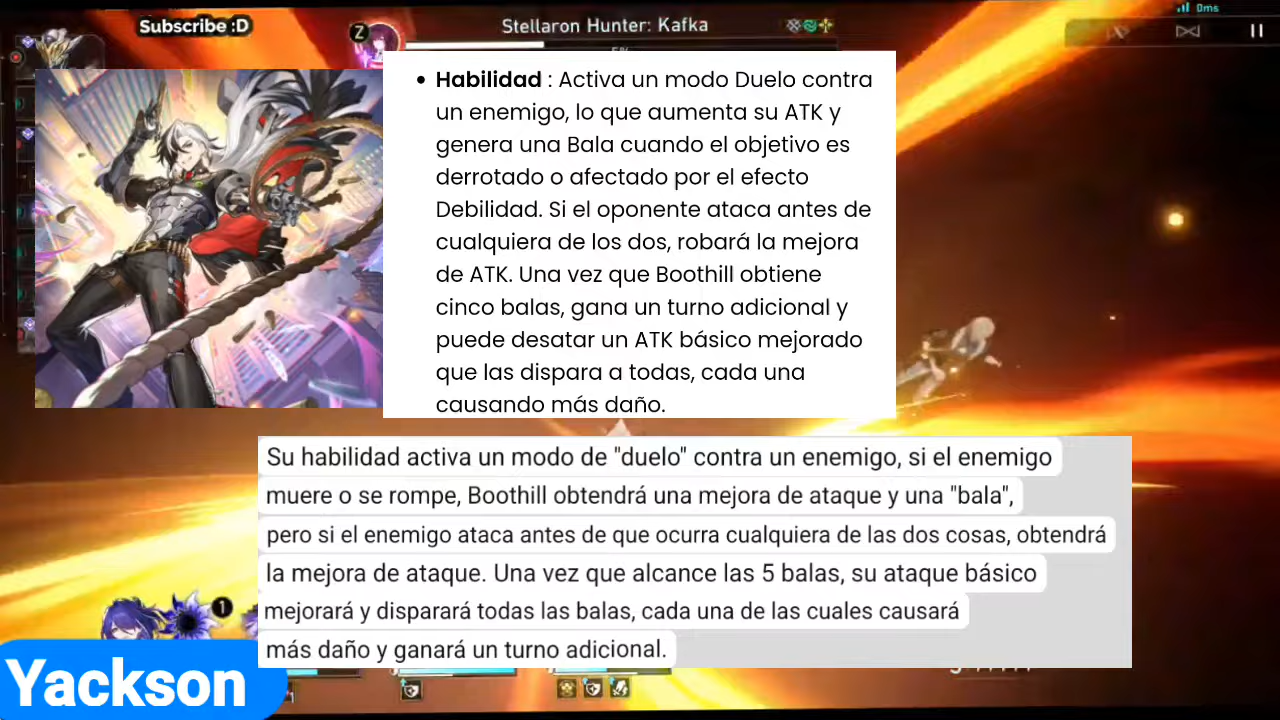 Subscribe :D
Stellaron Hunter: Kafka
0ms
Z
• Habilidad : Activa un modo Duelo contra
un enemigo, lo que aumenta su ATK y
genera una Bala cuando el objetivo es
derrotado o afectado por el efecto
Debilidad. Si el oponente ataca antes de
cualquiera de los dos, robará la mejora
de ATK. Una vez que Boothill obtiene
cinco balas, gana un turno adicional y
puede desatar un ATK básico mejorado
que las dispara a todas, cada una
causando más daño.
Su habilidad activa un modo de "duelo" contra un enemigo, si el enemigo
muere o se rompe, Boothill obtendrá una mejora de ataque y una "bala",
pero si el enemigo ataca antes de que ocurra cualquiera de las dos cosas, obtendrá
la mejora de ataque. Una vez que alcance las 5 balas, su ataque básico
mejorará y disparará todas las balas, cada una de las cuales causará
más daño y ganará un turno adicional.
1
Yackson